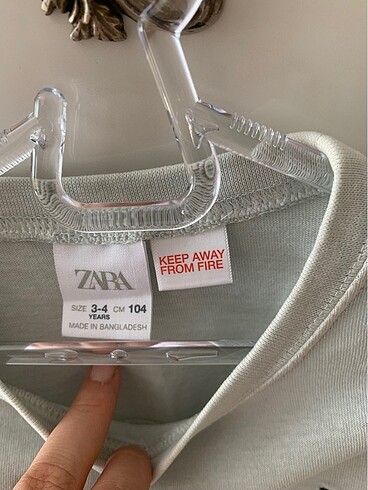 ZARA
SIZE 3-4 CM 104
YEARS
MADE IN BANGLADESH
KEEP AWAY
FROM FIRE